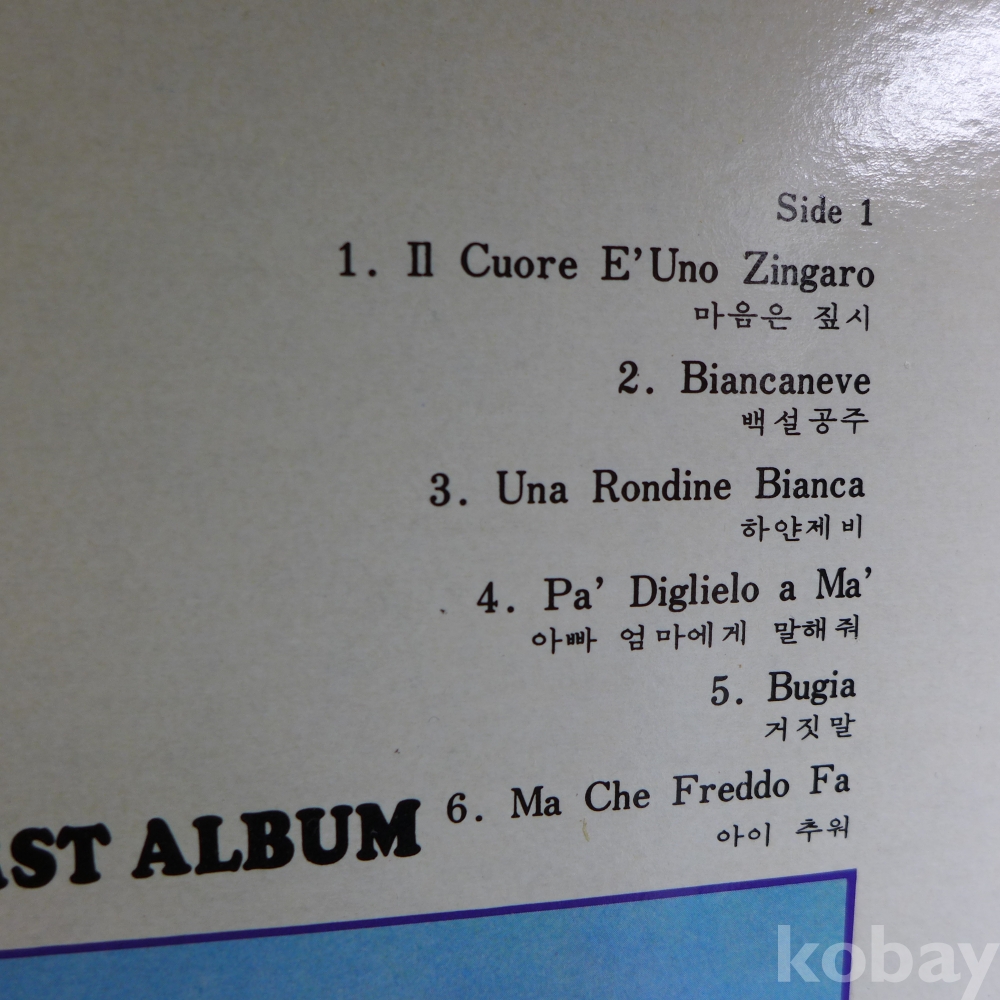 Side 1
1. Il Cuore E' Uno Zingaro
마음은 짚시
2. Biancaneve
백설공주
3. Una Rondine Bianca
하얀제비
4. Pa' Diglielo a Ma'
아빠 엄마에게 말해줘
5. Bugia
거짓말
6. Ma Che Freddo Fa
아이 추워
ST ALBUM
kobay